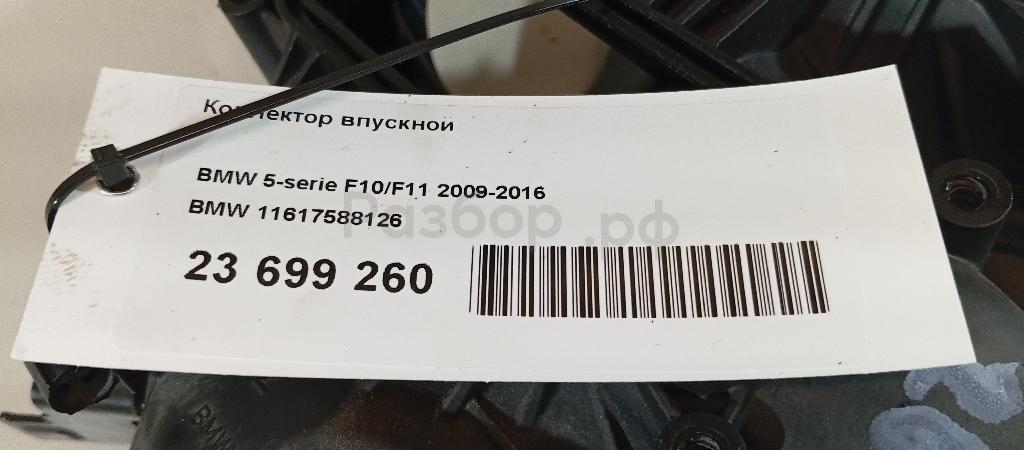 Коллектор впускной
BMW 5-serie F10/F11 2009-2016
BMW 11617588126
Разбор.рф
23 699 260
BMW